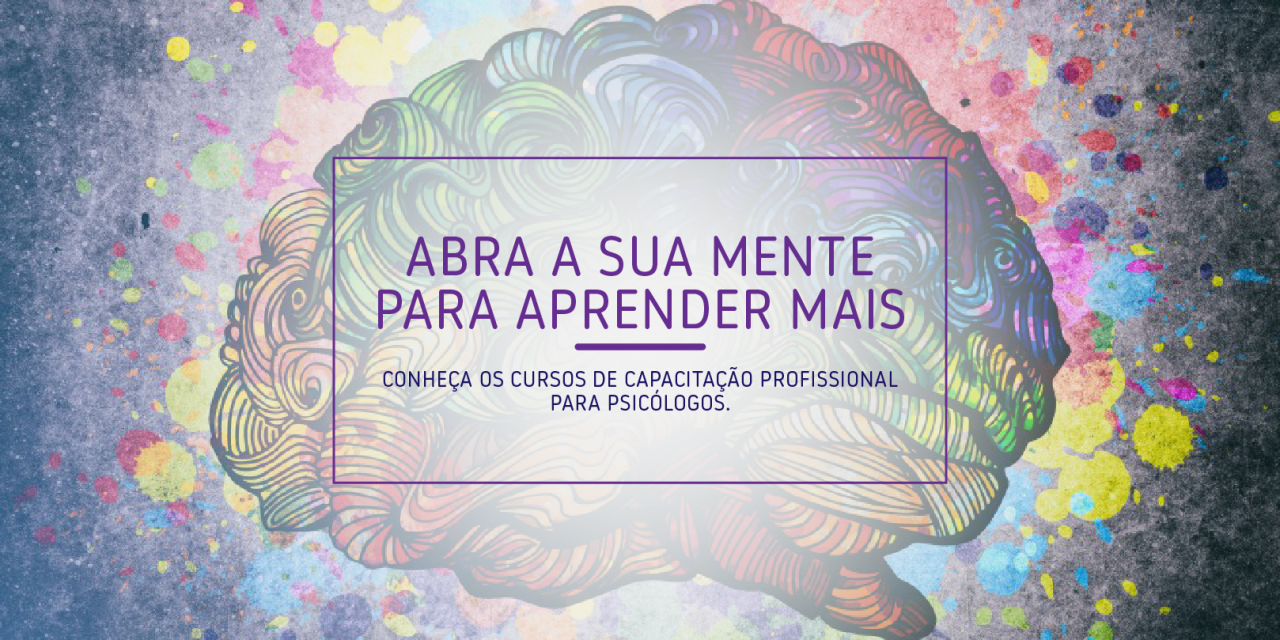 ABRA A SUA MENTE
PARA APRENDER MAIS
CONHEÇA OS CURSOS DE CAPACITAÇÃO PROFISSIONAL
PARA PSICÓLOGOS.